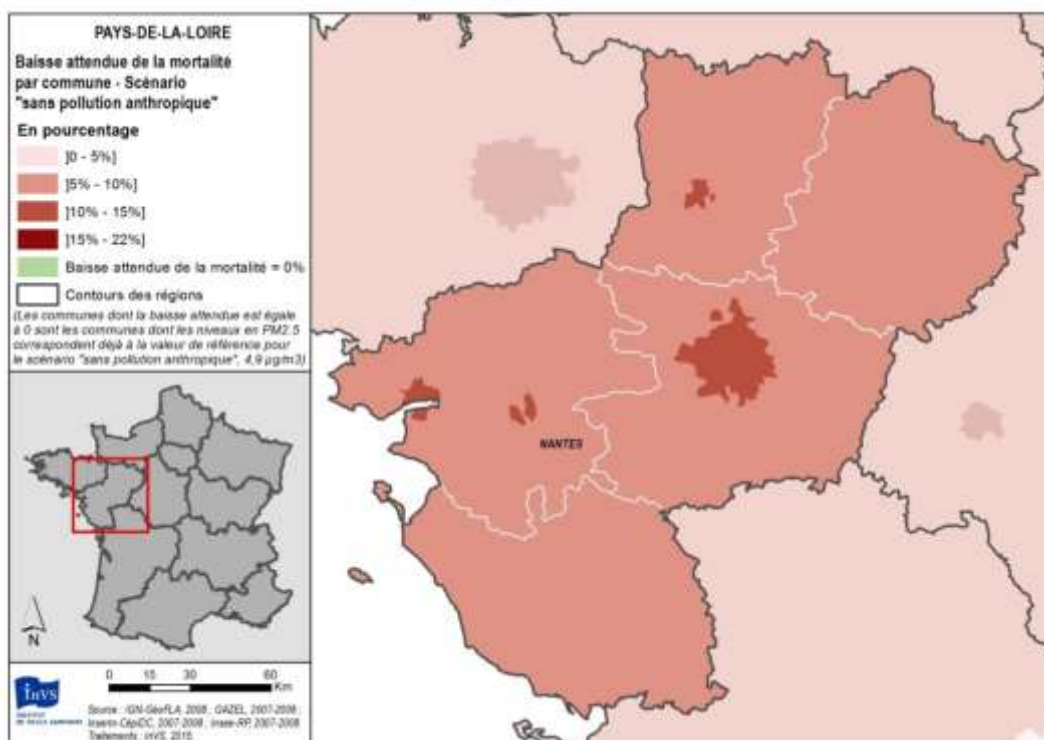 PAYS-DE-LA-LOIRE
Baisse attendue de la mortalité
par commune - Scénario
"sans pollution anthropique"
En pourcentage
]0 - 5%]
]5% - 10%]
]10% - 15%]
]15% - 22%]
Baisse attendue de la mortalité = 0%
Contours des régions
(Les communes dont la baisse attendue est égale
à 0 sont les communes dont les niveaux en PM2.5
correspondent déjà à la valeur de référence pour
le scénario "sans pollution anthropique", 4,9 µg/m3)
NANTES
N
0 15 30 60
Km
InVS
INSTITUT
DE VEILLE SANITAIRE
Source : IGN-GéoFLA, 2008 ; GAZEL, 2007-2008 ;
Inserm-CépiDC, 2007-2008 ; Insee-RP, 2007-2008
Traitements : InVS, 2015.